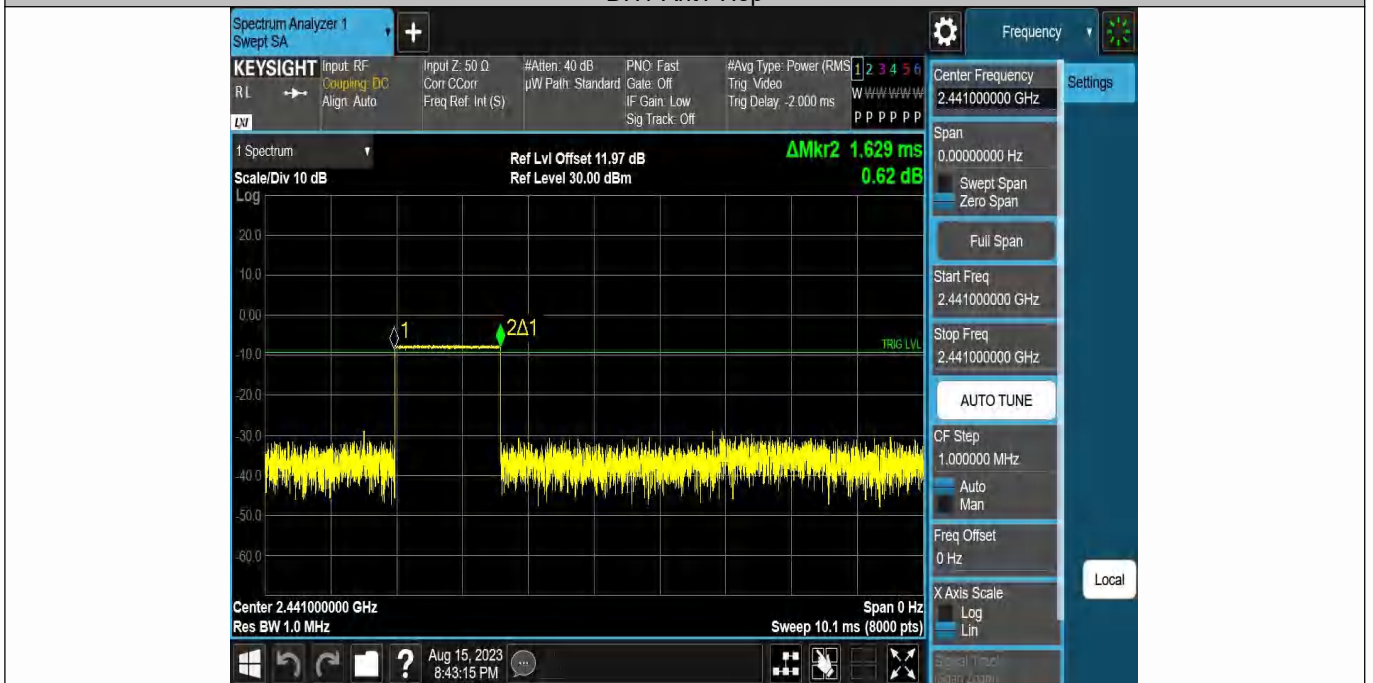 Spectrum Analyzer 1
Swept SA
+
Frequency
KEYSIGHT
RL
LXI
Input: RF
Coupling: DC
Align: Auto
Input Z: 50 Ω
Corr CCorr
Freq Ref: Int (S)
#Atten: 40 dB
µW Path: Standard
PNO: Fast
Gate: Off
IF Gain: Low
Sig Track: Off
#Avg Type: Power (RMS
Trig: Video
Trig Delay: -2.000 ms
1 2 3 4 5 6
W W W W W W
P P P P P P
Center Frequency
2.441000000 GHz
Settings
1 Spectrum
Scale/Div 10 dB
Ref Lvl Offset 11.97 dB
Ref Level 30.00 dBm
ΔMkr2 1.629 ms
0.62 dB
Log
20.0
10.0
0.00
-10.0
-20.0
-30.0
-40.0
-50.0
-60.0
1
2Δ1
TRIG LVL
Center 2.441000000 GHz
Res BW 1.0 MHz
Span 0 Hz
Sweep 10.1 ms (8000 pts)
Span
0.00000000 Hz
Swept Span
Zero Span
Full Span
Start Freq
2.441000000 GHz
Stop Freq
2.441000000 GHz
AUTO TUNE
CF Step
1.000000 MHz
Auto
Man
Freq Offset
0 Hz
X Axis Scale
Log
Lin
Signal Track
(Span Zoom)
Local
?
Aug 15, 2023
8:43:15 PM